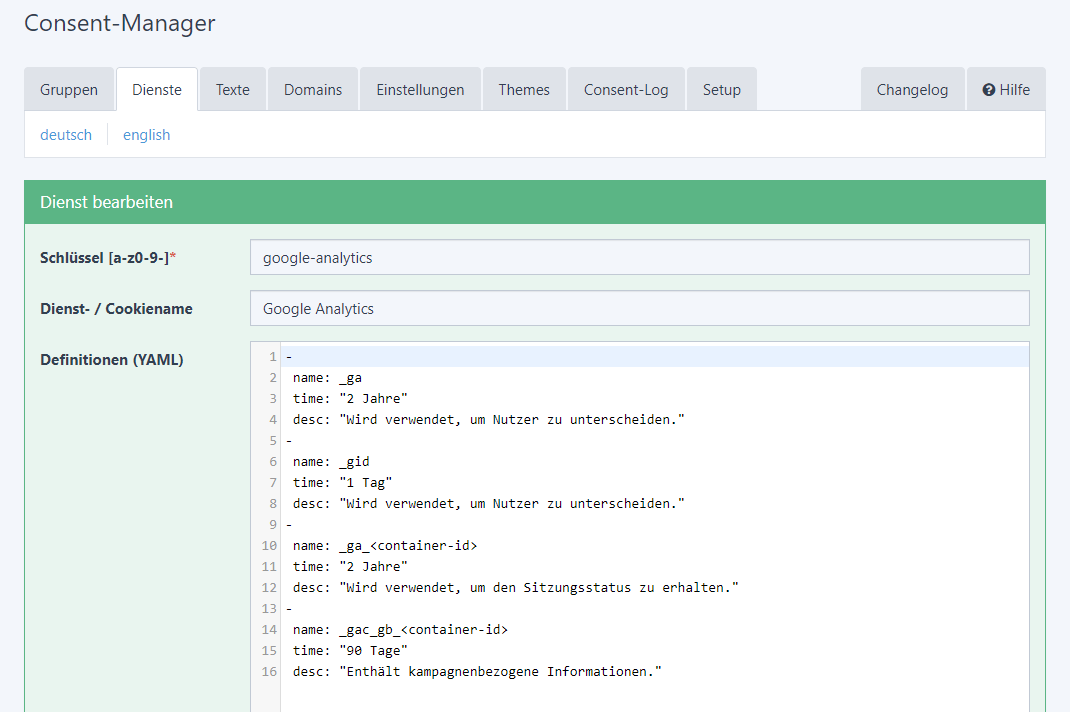 Consent-Manager
Gruppen Dienste Texte Domains Einstellungen Themes Consent-Log Setup Changelog Hilfe
deutsch english
Dienst bearbeiten
Schlüssel [a-z0-9-]* google-analytics
Dienst- / Cookiename Google Analytics
Definitionen (YAML)
1 -
2 name: _ga
3 time: "2 Jahre"
4 desc: "Wird verwendet, um Nutzer zu unterscheiden."
5 -
6 name: _gid
7 time: "1 Tag"
8 desc: "Wird verwendet, um Nutzer zu unterscheiden."
9 -
10 name: _ga_<container-id>
11 time: "2 Jahre"
12 desc: "Wird verwendet, um den Sitzungsstatus zu erhalten."
13 -
14 name: _gac_gb_<container-id>
15 time: "90 Tage"
16 desc: "Enthält kampagnenbezogene Informationen."